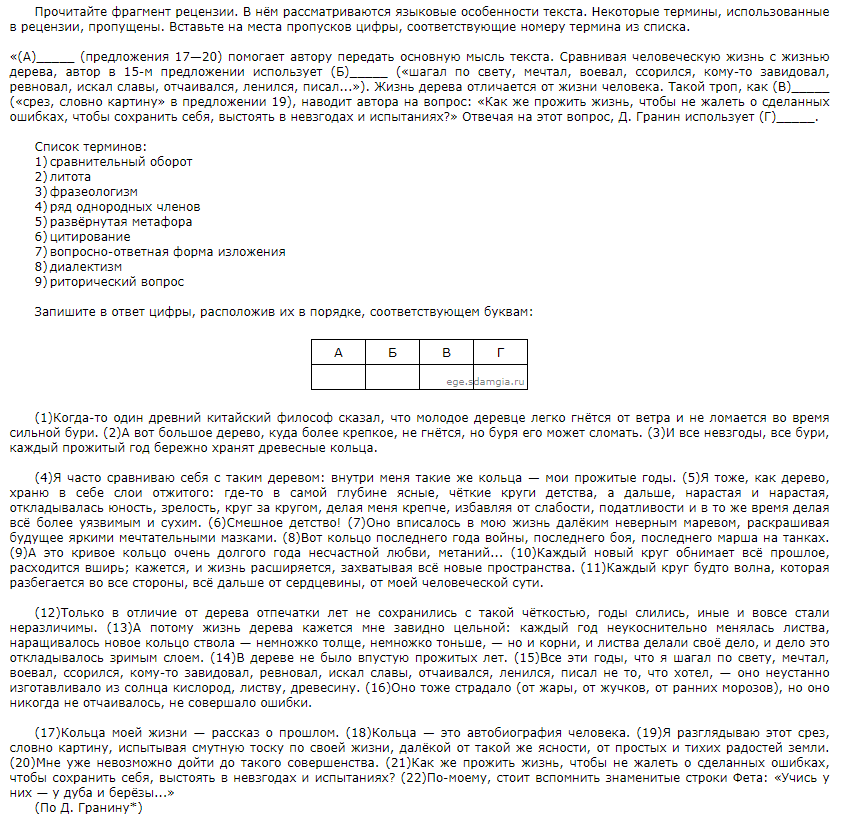 Прочитайте фрагмент рецензии. В нём рассматриваются языковые особенности текста. Некоторые термины, использованные
в рецензии, пропущены. Вставьте на места пропусков цифры, соответствующие номеру термина из списка.
«(А)_____ (предложения 17—20) помогает автору передать основную мысль текста. Сравнивая человеческую жизнь с жизнью
дерева, автор в 15-м предложении использует (Б)_____ («шагал по свету, мечтал, воевал, ссорился, кому-то завидовал,
ревновал, искал славы, отчаивался, ленился, писал...»). Жизнь дерева отличается от жизни человека. Такой троп, как (В)_____
(«срез, словно картину» в предложении 19), наводит автора на вопрос: «Как же прожить жизнь, чтобы не жалеть о сделанных
ошибках, чтобы сохранить себя, выстоять в невзгодах и испытаниях?» Отвечая на этот вопрос, Д. Гранин использует (Г)_____.
Список терминов:
1) сравнительный оборот
2) литота
3) фразеологизм
4) ряд однородных членов
5) развёрнутая метафора
6) цитирование
7) вопросно-ответная форма изложения
8) диалектизм
9) риторический вопрос
Запишите в ответ цифры, расположив их в порядке, соответствующем буквам:
А Б В Г
ege.sdamgia.ru
(1)Когда-то один древний китайский философ сказал, что молодое деревце легко гнётся от ветра и не ломается во время
сильной бури. (2)А вот большое дерево, куда более крепкое, не гнётся, но буря его может сломать. (3)И все невзгоды, все бури,
каждый прожитый год бережно хранят древесные кольца.
(4)Я часто сравниваю себя с таким деревом: внутри меня такие же кольца — мои прожитые годы. (5)Я тоже, как дерево,
храню в себе слои отжитого: где-то в самой глубине ясные, чёткие круги детства, а дальше, нарастая и нарастая,
откладывалась юность, зрелость, круг за кругом, делая меня крепче, избавляя от слабости, податливости и в то же время делая
всё более уязвимым и сухим. (6)Смешное детство! (7)Оно вписалось в мою жизнь далёким неверным маревом, раскрашивая
будущее яркими мечтательными мазками. (8)Вот кольцо последнего года войны, последнего боя, последнего марша на танках.
(9)А это кривое кольцо очень долгого года несчастной любви, метаний... (10)Каждый новый круг обнимает всё прошлое,
расходится вширь; кажется, и жизнь расширяется, захватывая всё новые пространства. (11)Каждый круг будто волна, которая
разбегается во все стороны, всё дальше от сердцевины, от моей человеческой сути.
(12)Только в отличие от дерева отпечатки лет не сохранились с такой чёткостью, годы слились, иные и вовсе стали
неразличимы. (13)А потому жизнь дерева кажется мне завидно цельной: каждый год неукоснительно менялась листва,
наращивалось новое кольцо ствола — немножко толще, немножко тоньше, — но и корни, и листва делали своё дело, и дело это
откладывалось зримым слоем. (14)В дереве не было впустую прожитых лет. (15)Все эти годы, что я шагал по свету, мечтал,
воевал, ссорился, кому-то завидовал, ревновал, искал славы, отчаивался, ленился, писал не то, что хотел, — оно неустанно
изготавливало из солнца кислород, листву, древесину. (16)Оно тоже страдало (от жары, от жучков, от ранних морозов), но оно
никогда не отчаивалось, не совершало ошибки.
(17)Кольца моей жизни — рассказ о прошлом. (18)Кольца — это автобиография человека. (19)Я разглядываю этот срез,
словно картину, испытывая смутную тоску по своей жизни, далёкой от такой же ясности, от простых и тихих радостей земли.
(20)Мне уже невозможно дойти до такого совершенства. (21)Как же прожить жизнь, чтобы не жалеть о сделанных ошибках,
чтобы сохранить себя, выстоять в невзгодах и испытаниях? (22)По-моему, стоит вспомнить знаменитые строки Фета: «Учись у
них — у дуба и берёзы...»
(По Д. Гранину*)